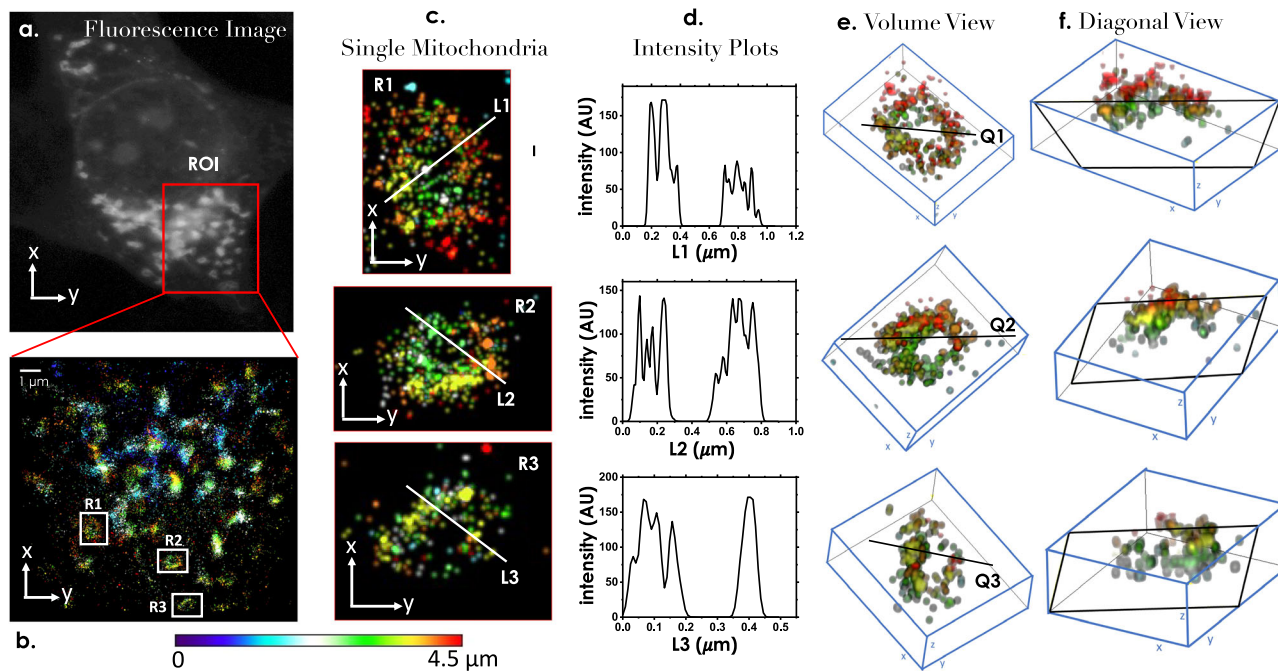 a.
Fluorescence Image
ROI
x
y
1 μm
R1
R2
R3
x
y
b.
0
4.5 μm
c.
Single Mitochondria
R1
L1
x
y
R2
L2
x
y
R3
L3
x
y
d.
Intensity Plots
intensity (AU)
150
100
50
0
0.0 0.2 0.4 0.6 0.8 1.0 1.2
L1 (μm)
intensity (AU)
150
100
50
0
0.0 0.2 0.4 0.6 0.8 1.0
L2 (μm)
intensity (AU)
200
150
100
50
0
0.0 0.1 0.2 0.3 0.4 0.5
L3 (μm)
e. Volume View
Q1
z
x
y
Q2
z
x
y
Q3
z
x
y
f. Diagonal View
z
x
y
z
x
y
z
x
y